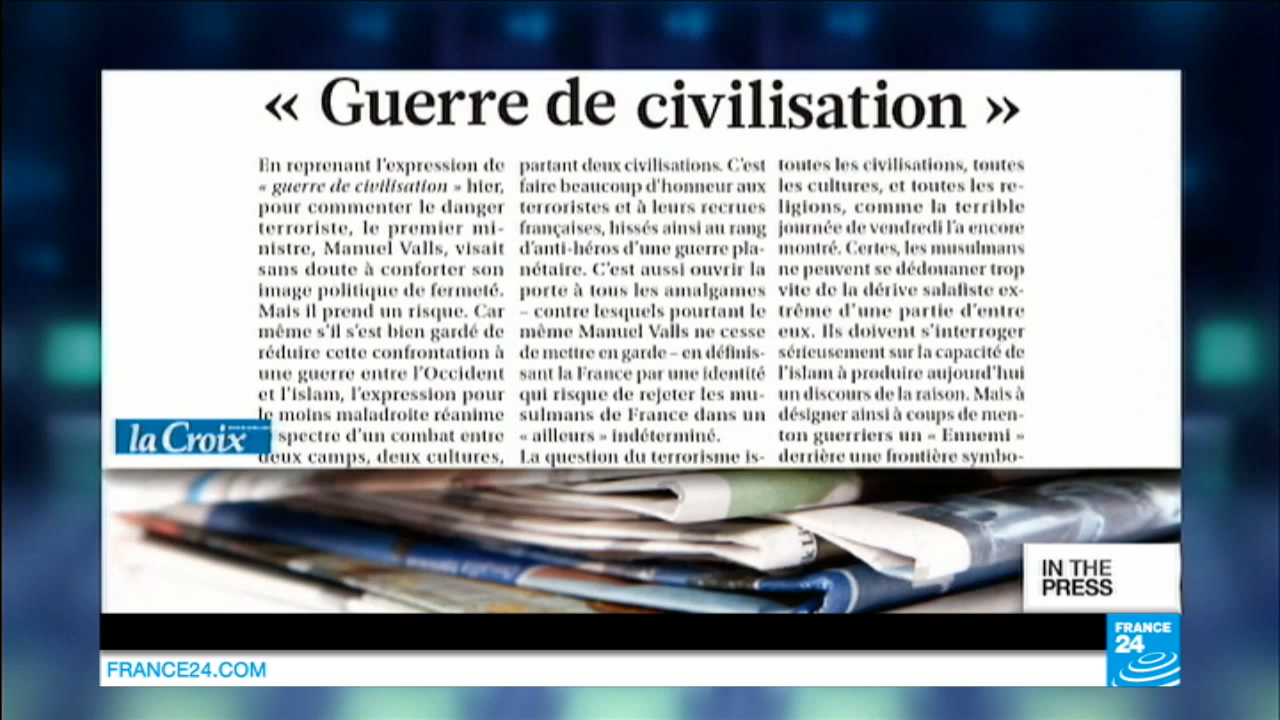 « Guerre de civilisation »
En reprenant l'expression de
« guerre de civilisation » hier,
pour commenter le danger
terroriste, le premier mi-
nistre, Manuel Valls, visait
sans doute à conforter son
image politique de fermeté.
Mais il prend un risque. Car
même s'il s'est bien gardé de
réduire cette confrontation à
une guerre entre l'Occident
et l'islam, l'expression pour
le moins maladroite réanime
spectre d'un combat entre
deux camps, deux cultures,
partant deux civilisations. C'est
faire beaucoup d'honneur aux
terroristes et à leurs recrues
françaises, hissés ainsi au rang
d'anti-héros d'une guerre pla-
nétaire. C'est aussi ouvrir la
porte à tous les amalgames
– contre lesquels pourtant le
même Manuel Valls ne cesse
de mettre en garde – en définis-
sant la France par une identité
qui risque de rejeter les mu-
sulmans de France dans un
« ailleurs » indéterminé.
La question du terrorisme is-
toutes les civilisations, toutes
les cultures, et toutes les re-
ligions, comme la terrible
journée de vendredi l'a encore
montré. Certes, les musulmans
ne peuvent se dédouaner trop
vite de la dérive salafiste ex-
trême d'une partie d'entre
eux. Ils doivent s'interroger
sérieusement sur la capacité de
l'islam à produire aujourd'hui
un discours de la raison. Mais à
désigner ainsi à coups de men-
ton guerriers un « Ennemi »
derrière une frontière symbo-
la Croix
IN THE
PRESS
FRANCE
24
FRANCE24.COM